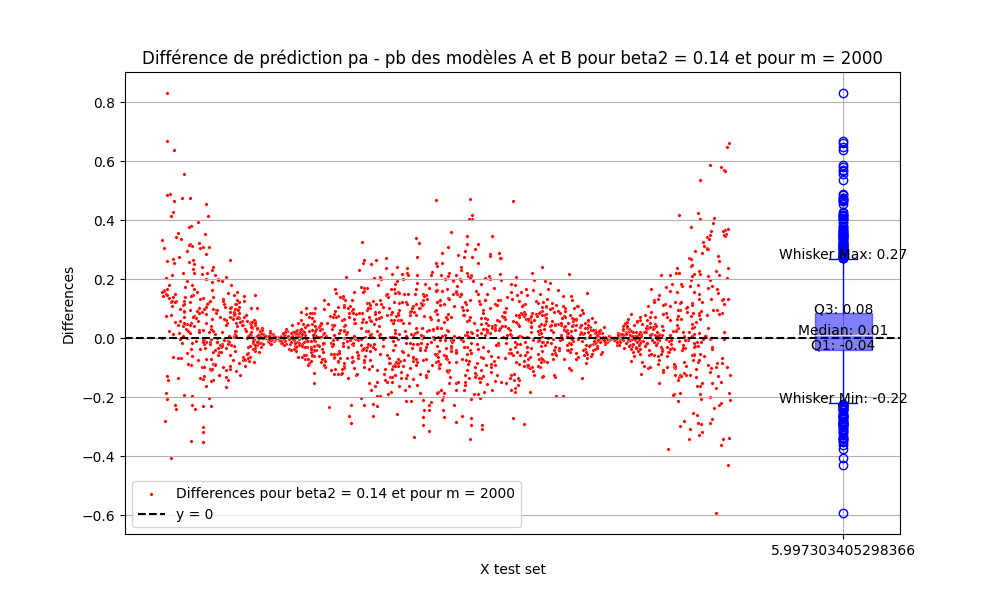 Différence de prédiction pa - pb des modèles A et B pour beta2 = 0.14 et pour m = 2000
Differences
0.8
0.6
0.4
0.2
0.0
−0.2
−0.4
−0.6
Whisker Max: 0.27
Q3: 0.08
Median: 0.01
Q1: -0.04
Whisker Min: -0.22
Differences pour beta2 = 0.14 et pour m = 2000
y = 0
5.997303405298366
X test set